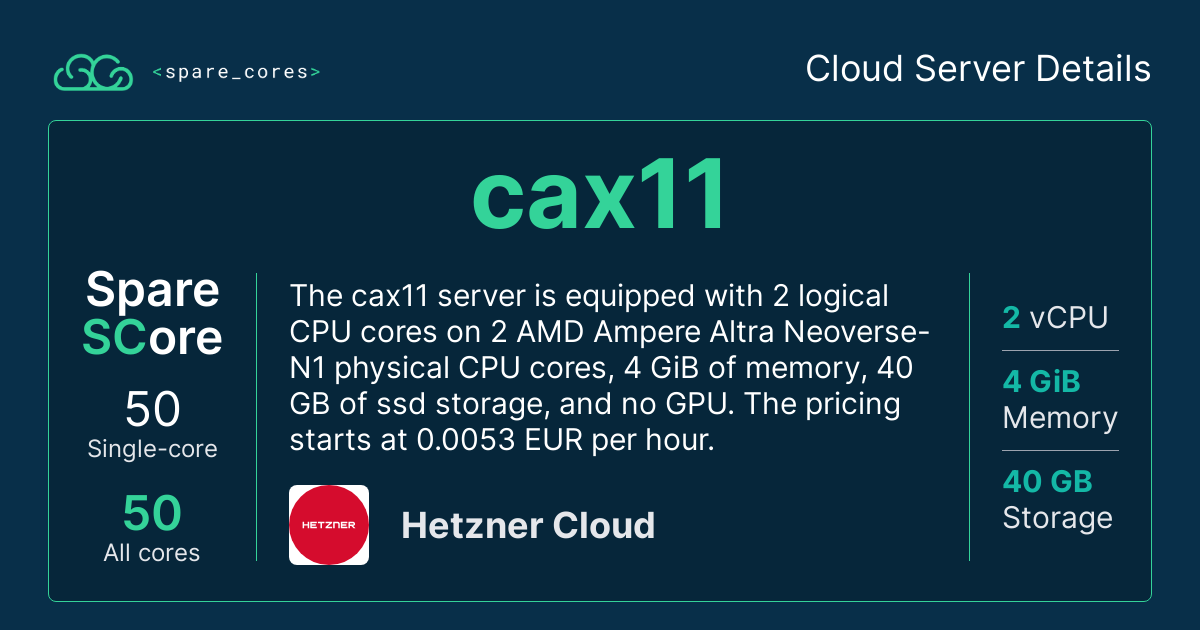 <spare_cores>
Cloud Server Details
cax11
Spare
SCore
50
Single-core
50
All cores
The cax11 server is equipped with 2 logical
CPU cores on 2 AMD Ampere Altra Neoverse-
N1 physical CPU cores, 4 GiB of memory, 40
GB of ssd storage, and no GPU. The pricing
starts at 0.0053 EUR per hour.
HETZNER
Hetzner Cloud
2 vCPU
4 GiB
Memory
40 GB
Storage